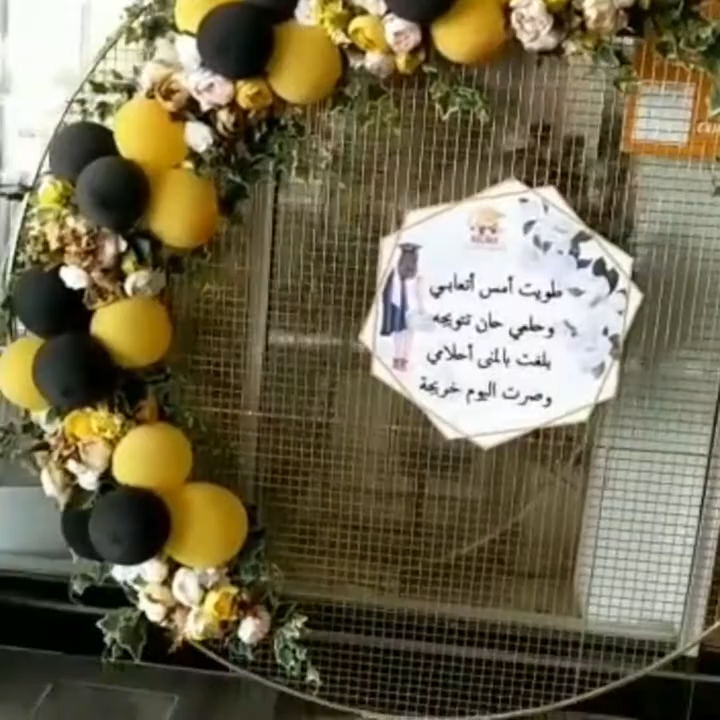 طويت أمس أتعابي
وحلمي حان تتويجه
بلغت بالمنى أحلامي
وصرت اليوم خريجة